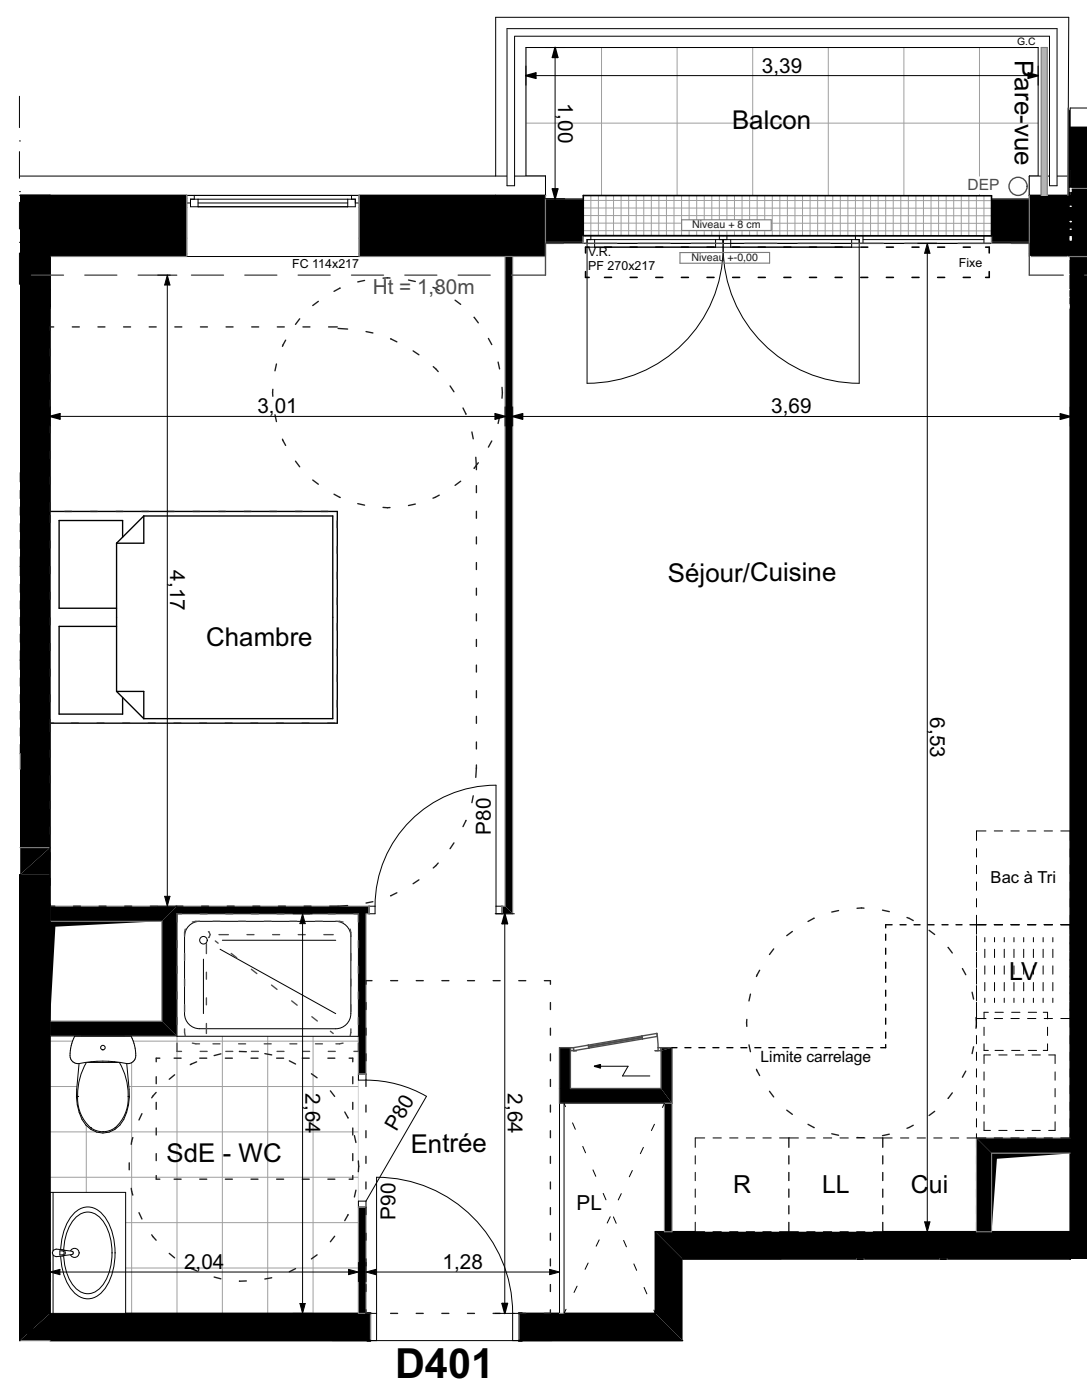 G.C
3,39
Pare-vue
1,00
Balcon
DEP
Niveau + 8 cm
V.R.
PF 270x217
Niveau +-0,00
Fixe
FC 114x217
Ht = 1,80m
3,01
3,69
4,17
Séjour/Cuisine
Chambre
6,53
P80
Bac à Tri
LV
Limite carrelage
2,64
P80
2,64
Entrée
SdE - WC
P90
PL
R
LL
Cui
2,04
1,28
D401